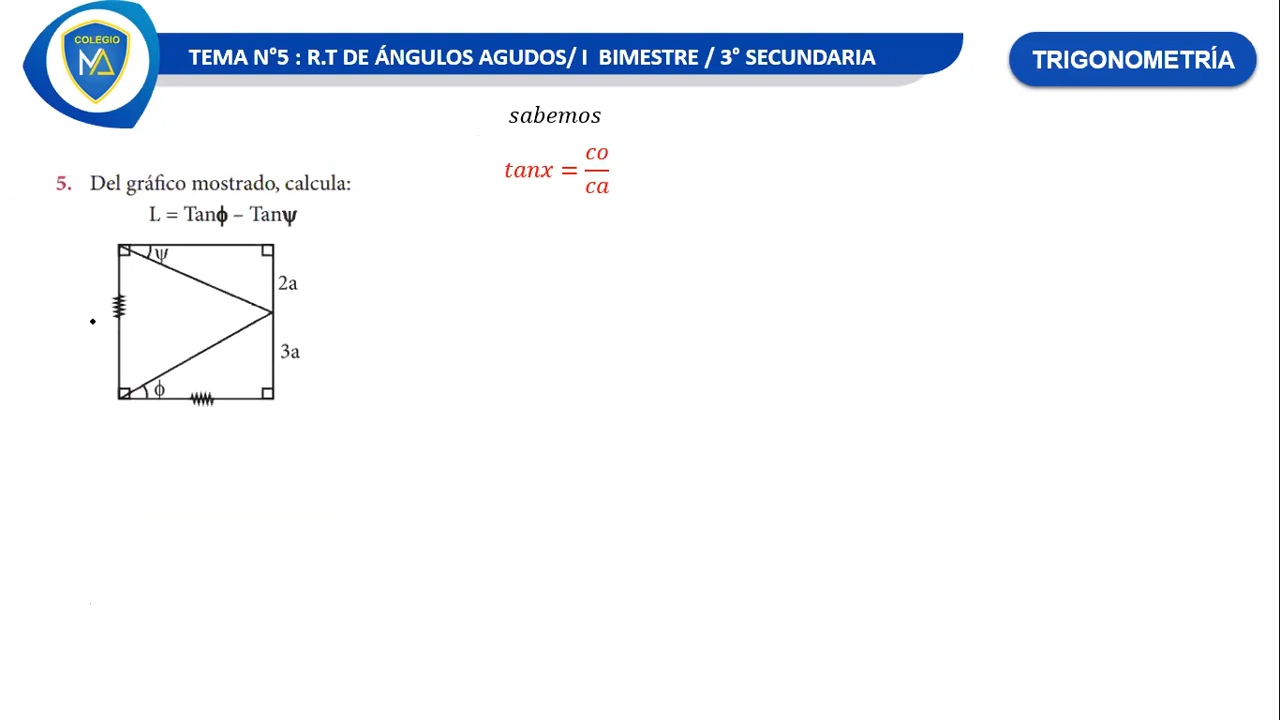 COLEGIO
MA
TEMA N°5 : R.T DE ÁNGULOS AGUDOS/ I BIMESTRE / 3° SECUNDARIA
TRIGONOMETRÍA
sabemos
tanx = co/ca
5. Del gráfico mostrado, calcula:
L = Tanϕ – Tanψ
ψ
2a
3a
ϕ